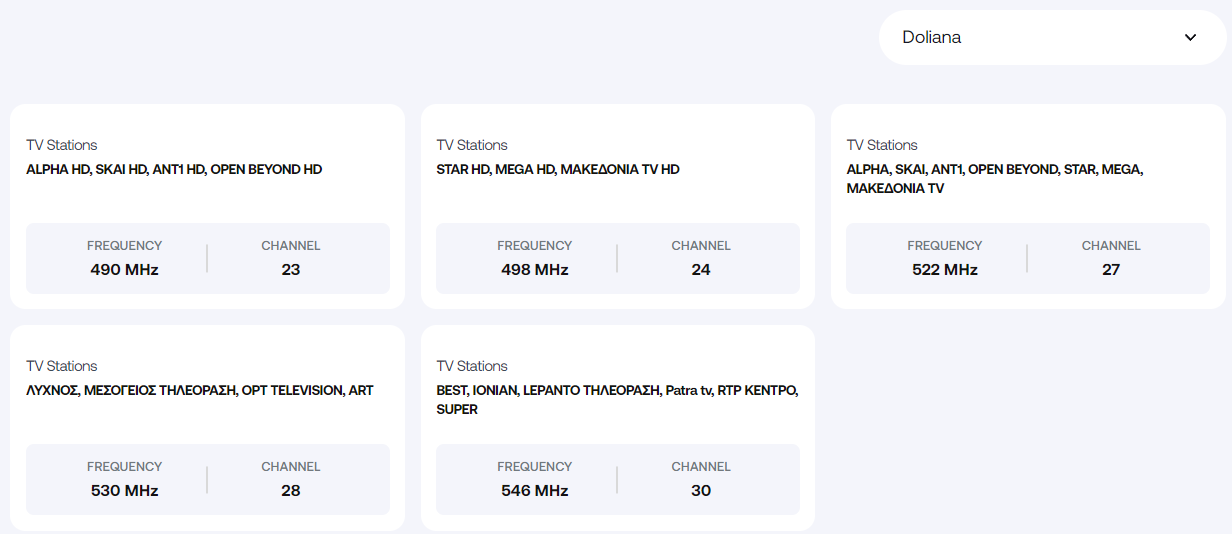 Doliana
TV Stations
ALPHA HD, SKAI HD, ANT1 HD, OPEN BEYOND HD
FREQUENCY
490 MHz
CHANNEL
23
TV Stations
STAR HD, MEGA HD, ΜΑΚΕΔΟΝΙΑ TV HD
FREQUENCY
498 MHz
CHANNEL
24
TV Stations
ALPHA, SKAI, ANT1, OPEN BEYOND, STAR, MEGA,
ΜΑΚΕΔΟΝΙΑ TV
FREQUENCY
522 MHz
CHANNEL
27
TV Stations
ΛΥΧΝΟΣ, ΜΕΣΟΓΕΙΟΣ ΤΗΛΕΟΡΑΣΗ, ΟΡΤ TELEVISION, ART
FREQUENCY
530 MHz
CHANNEL
28
TV Stations
BEST, IONIAN, LEPANTO ΤΗΛΕΟΡΑΣΗ, Patra tv, RTP ΚΕΝΤΡΟ,
SUPER
FREQUENCY
546 MHz
CHANNEL
30